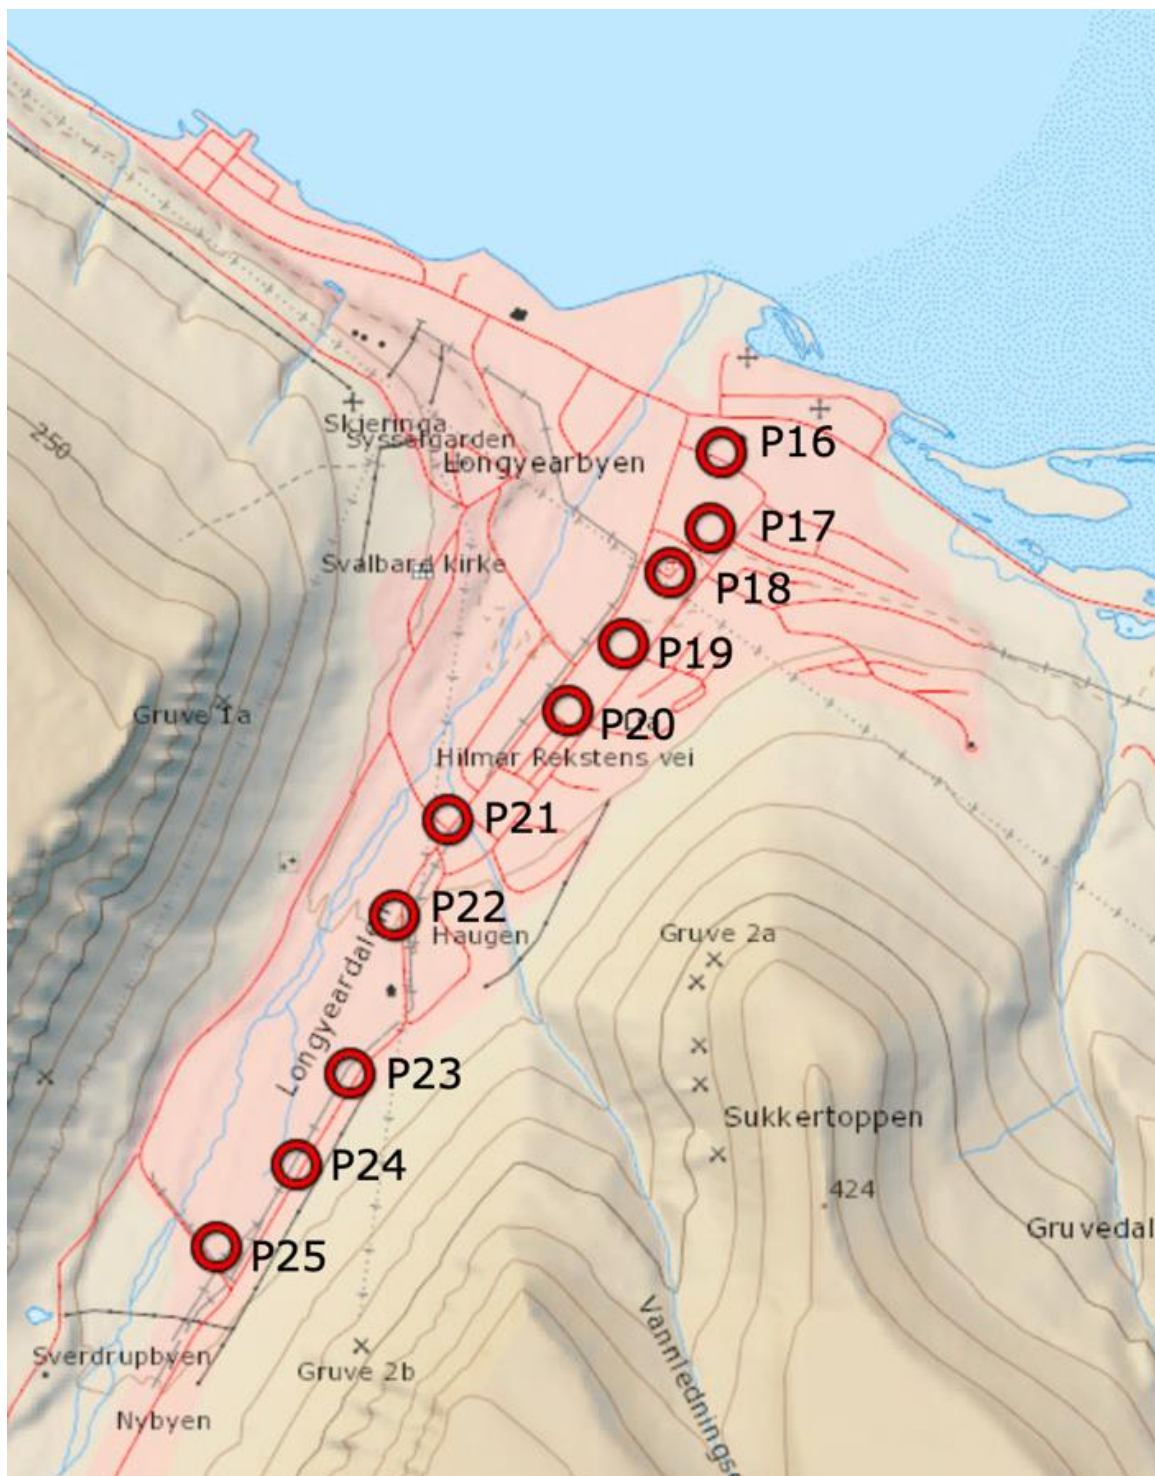 250
Skjeringa
Sysselgarden
Longyearbyen
P16
P17
Svalbard kirke
P18
P19
Gruve 1a
P20
Hilmar Rekstens vei
P21
P22
Haugen
Gruve 2a
Longyeardalen
P23
Sukkertoppen
P24
424
Gruvedal
P25
Sverdrupbyen
Gruve 2b
Nybyen
Vannledningsd